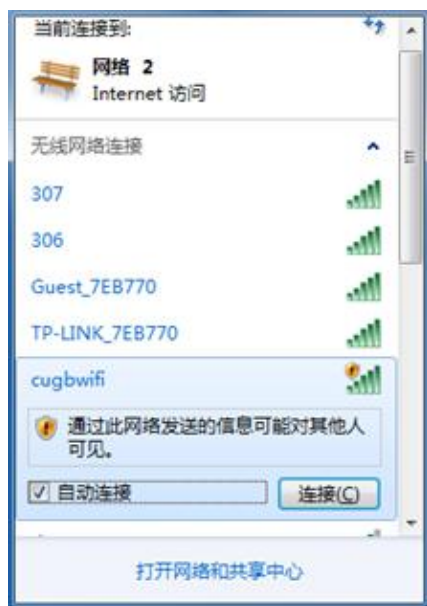 当前连接到:
网络 2
Internet 访问
无线网络连接
307
306
Guest_7EB770
TP-LINK_7EB770
cugbwifi
通过此网络发送的信息可能对其他人
可见。
自动连接
连接(C)
打开网络和共享中心